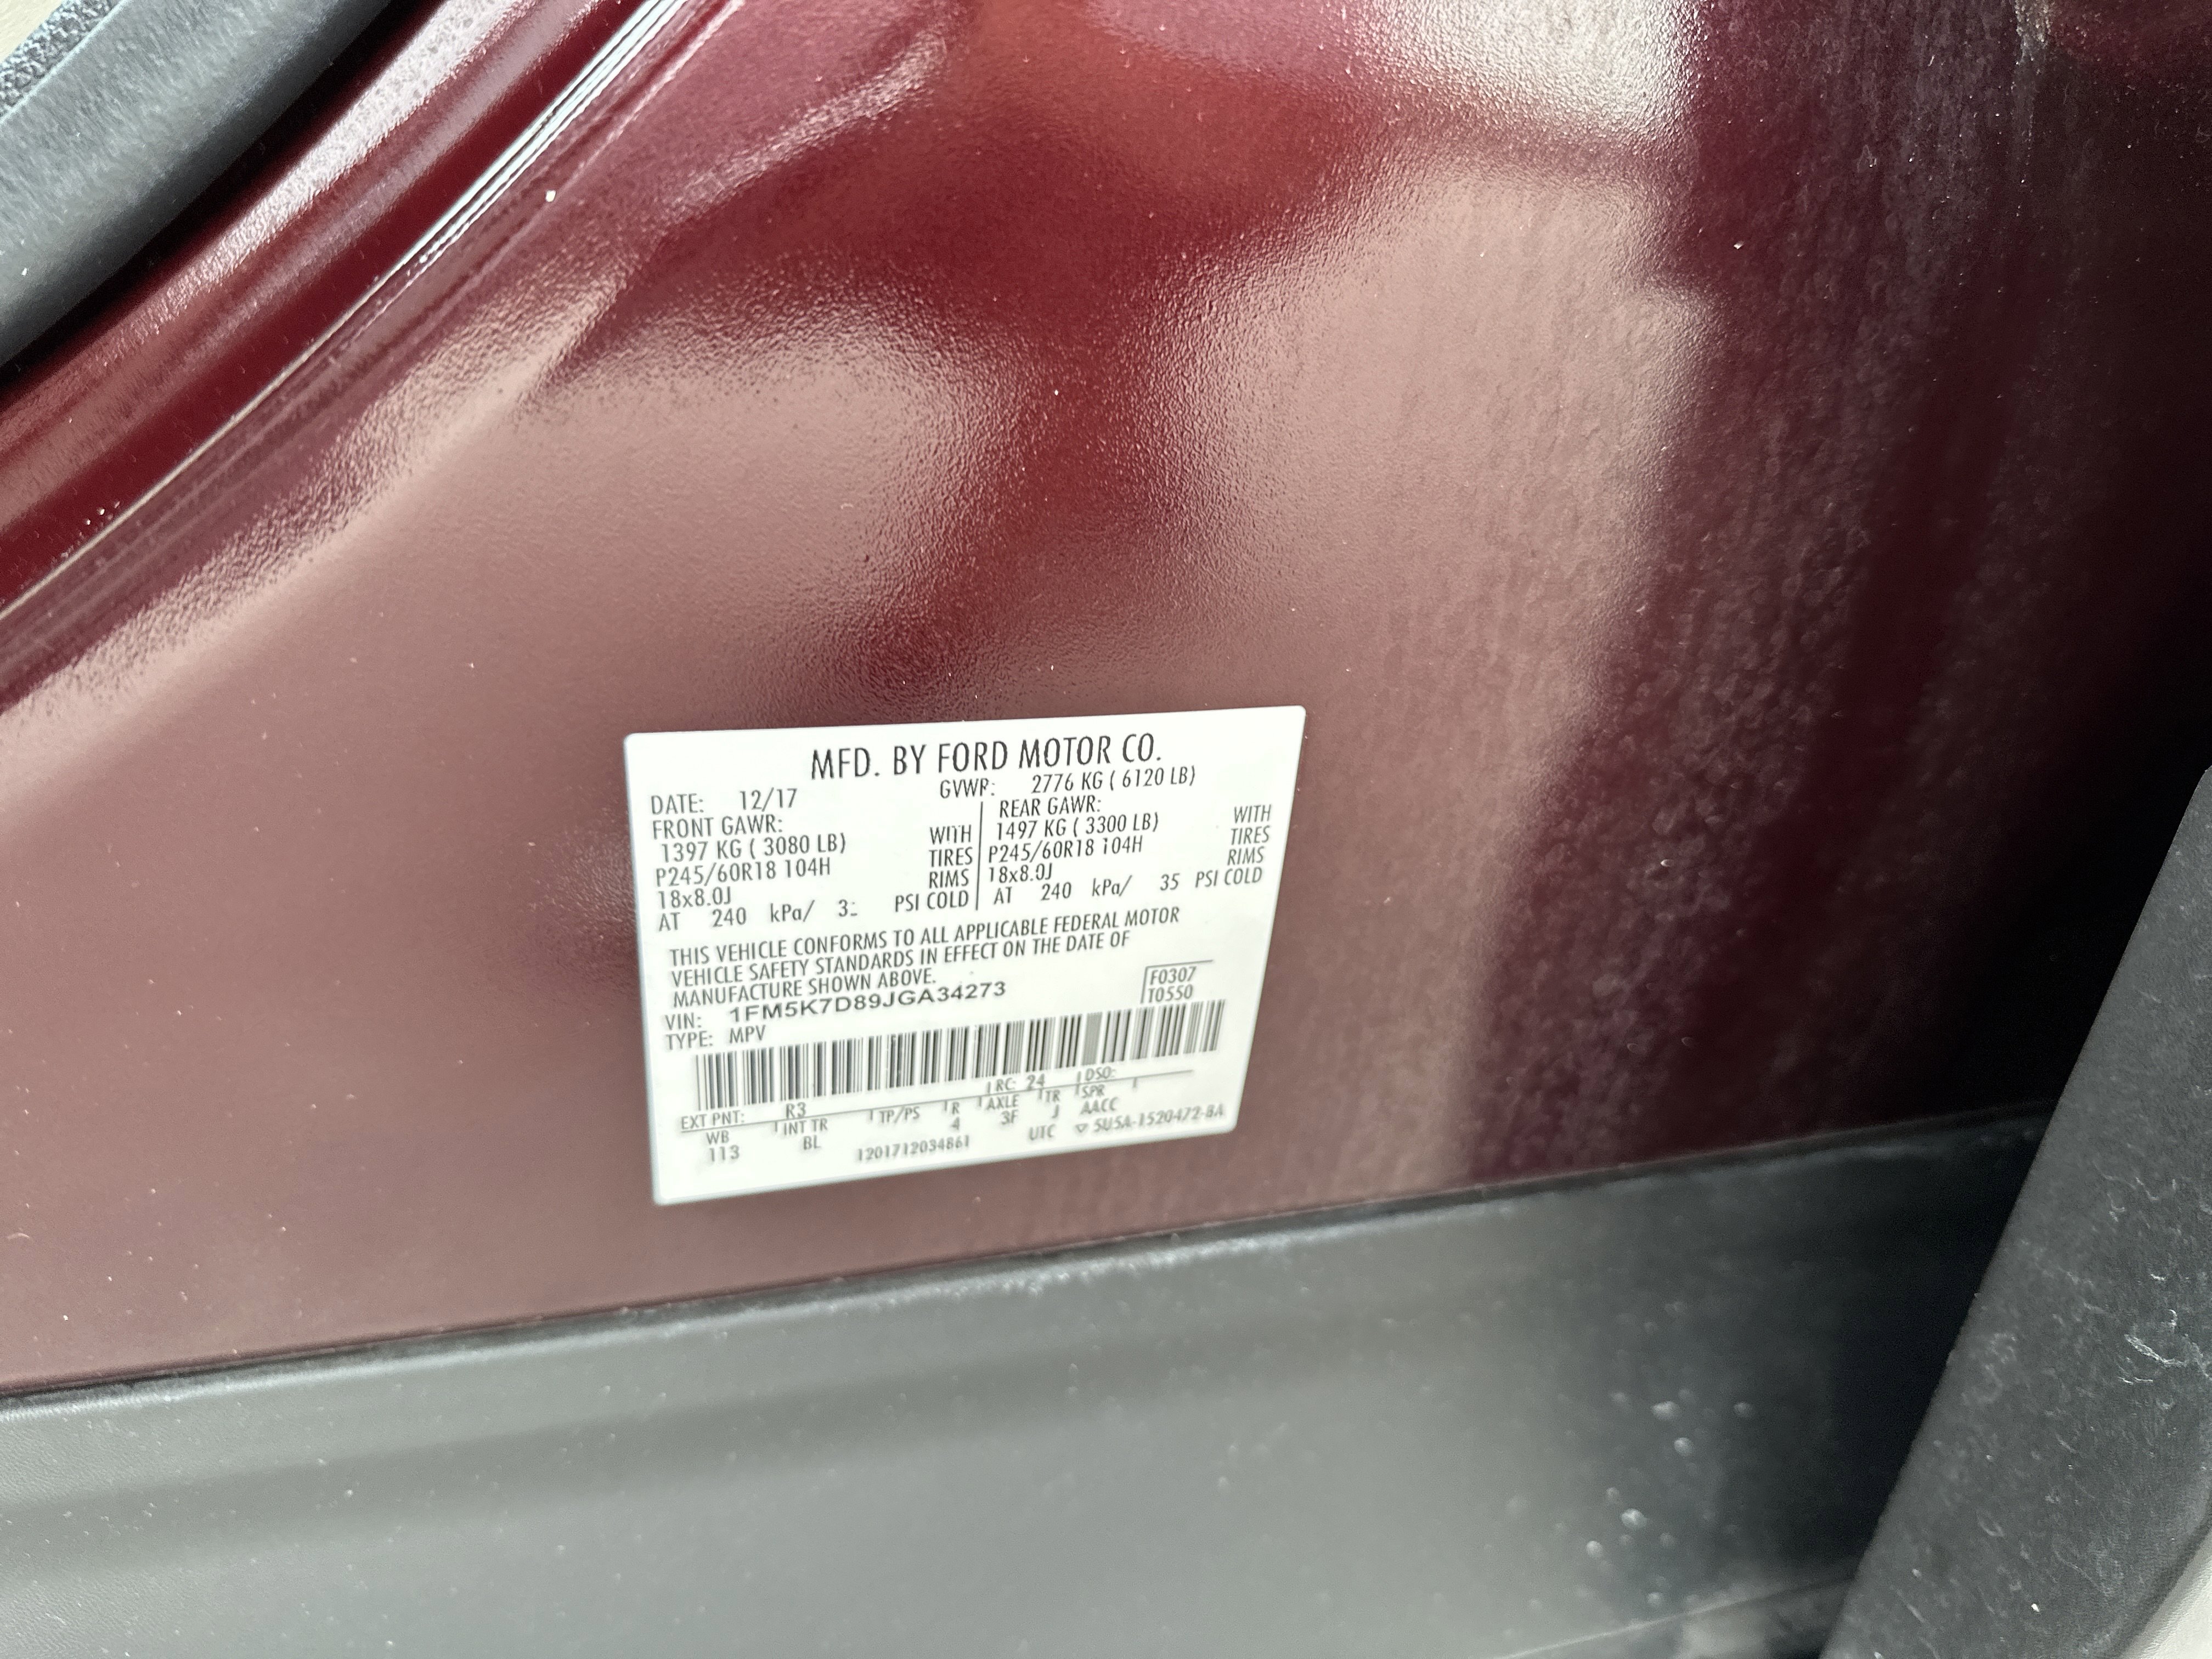 MFD. BY FORD MOTOR CO.
DATE: 12/17 GVWR: 2776 KG ( 6120 LB)
FRONT GAWR: REAR GAWR:
1397 KG ( 3080 LB) WITH 1497 KG ( 3300 LB) WITH
P245/60R18 104H TIRES P245/60R18 104H TIRES
18x8.0J RIMS 18x8.0J RIMS
AT 240 kPa/ PSI COLD AT 240 kPa/ 35 PSI COLD
THIS VEHICLE CONFORMS TO ALL APPLICABLE FEDERAL MOTOR
VEHICLE SAFETY STANDARDS IN EFFECT ON THE DATE OF
MANUFACTURE SHOWN ABOVE.
F0307
VIN: 1FM5K7D89JGA34273 T0550
TYPE: MPV
EXT PNT: R3 RC: 24 DSO:
WB INT TR TP/PS R AXLE TR SPR
113 BL 4 3F J AACC
1201712034861 UTC ▽ 5U5A-1520472-BA